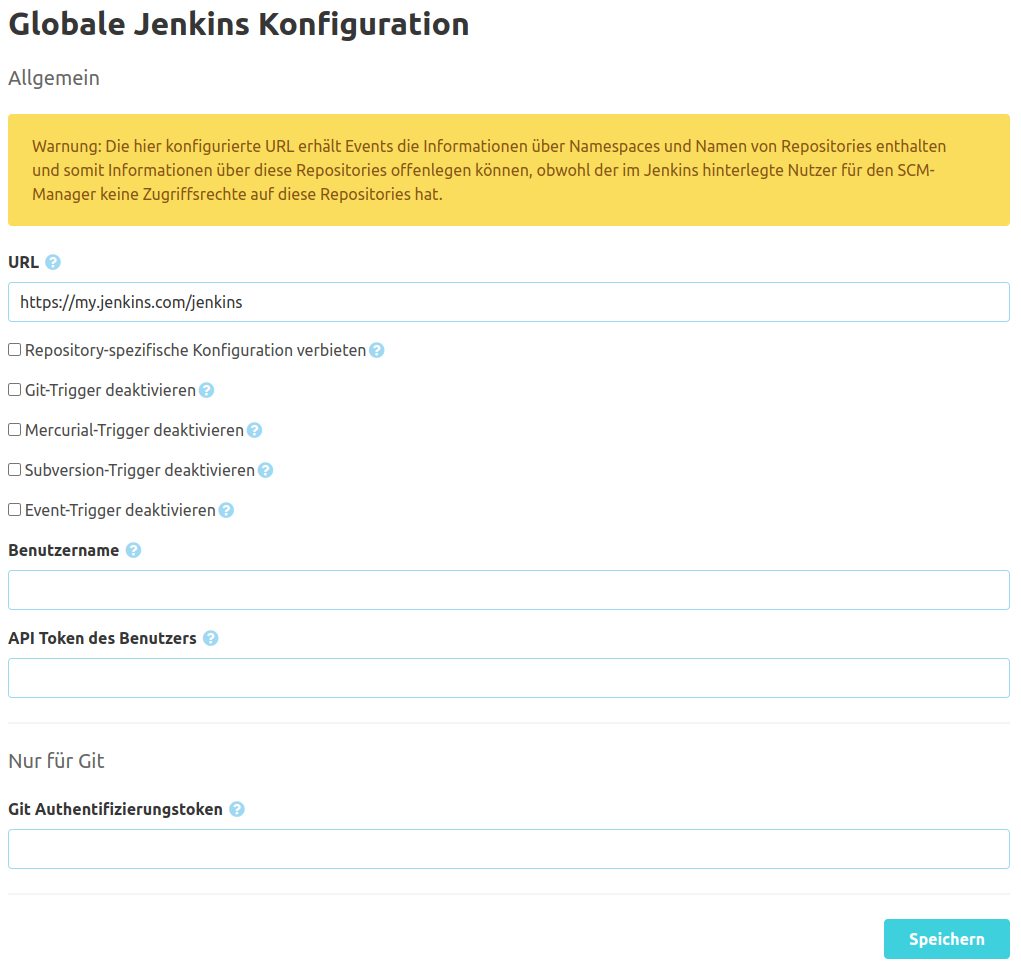 Globale Jenkins Konfiguration
Allgemein
Warnung: Die hier konfigurierte URL erhält Events die Informationen über Namespaces und Namen von Repositories enthalten
und somit Informationen über diese Repositories offenlegen können, obwohl der im Jenkins hinterlegte Nutzer für den SCM-
Manager keine Zugriffsrechte auf diese Repositories hat.
URL ?
https://my.jenkins.com/jenkins
Repository-spezifische Konfiguration verbieten ?
Git-Trigger deaktivieren ?
Mercurial-Trigger deaktivieren ?
Subversion-Trigger deaktivieren ?
Event-Trigger deaktivieren ?
Benutzername ?
API Token des Benutzers ?
Nur für Git
Git Authentifizierungstoken ?
Speichern